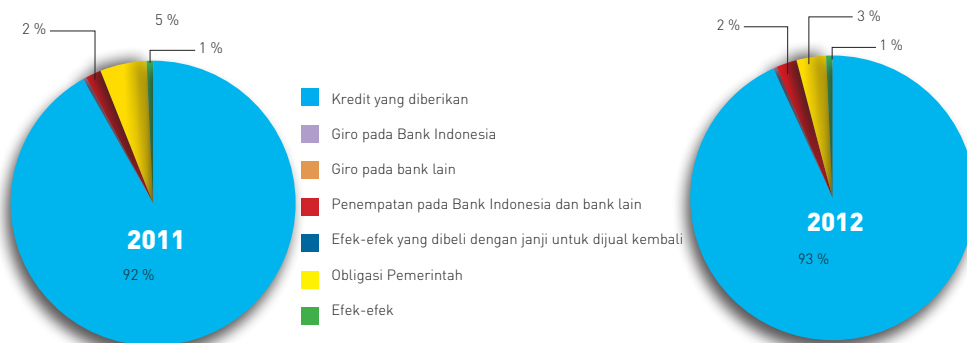 2 %
5 %
1 %
2011
92 %
Kredit yang diberikan
Giro pada Bank Indonesia
Giro pada bank lain
Penempatan pada Bank Indonesia dan bank lain
Efek-efek yang dibeli dengan janji untuk dijual kembali
Obligasi Pemerintah
Efek-efek
2 %
3 %
1 %
2012
93 %